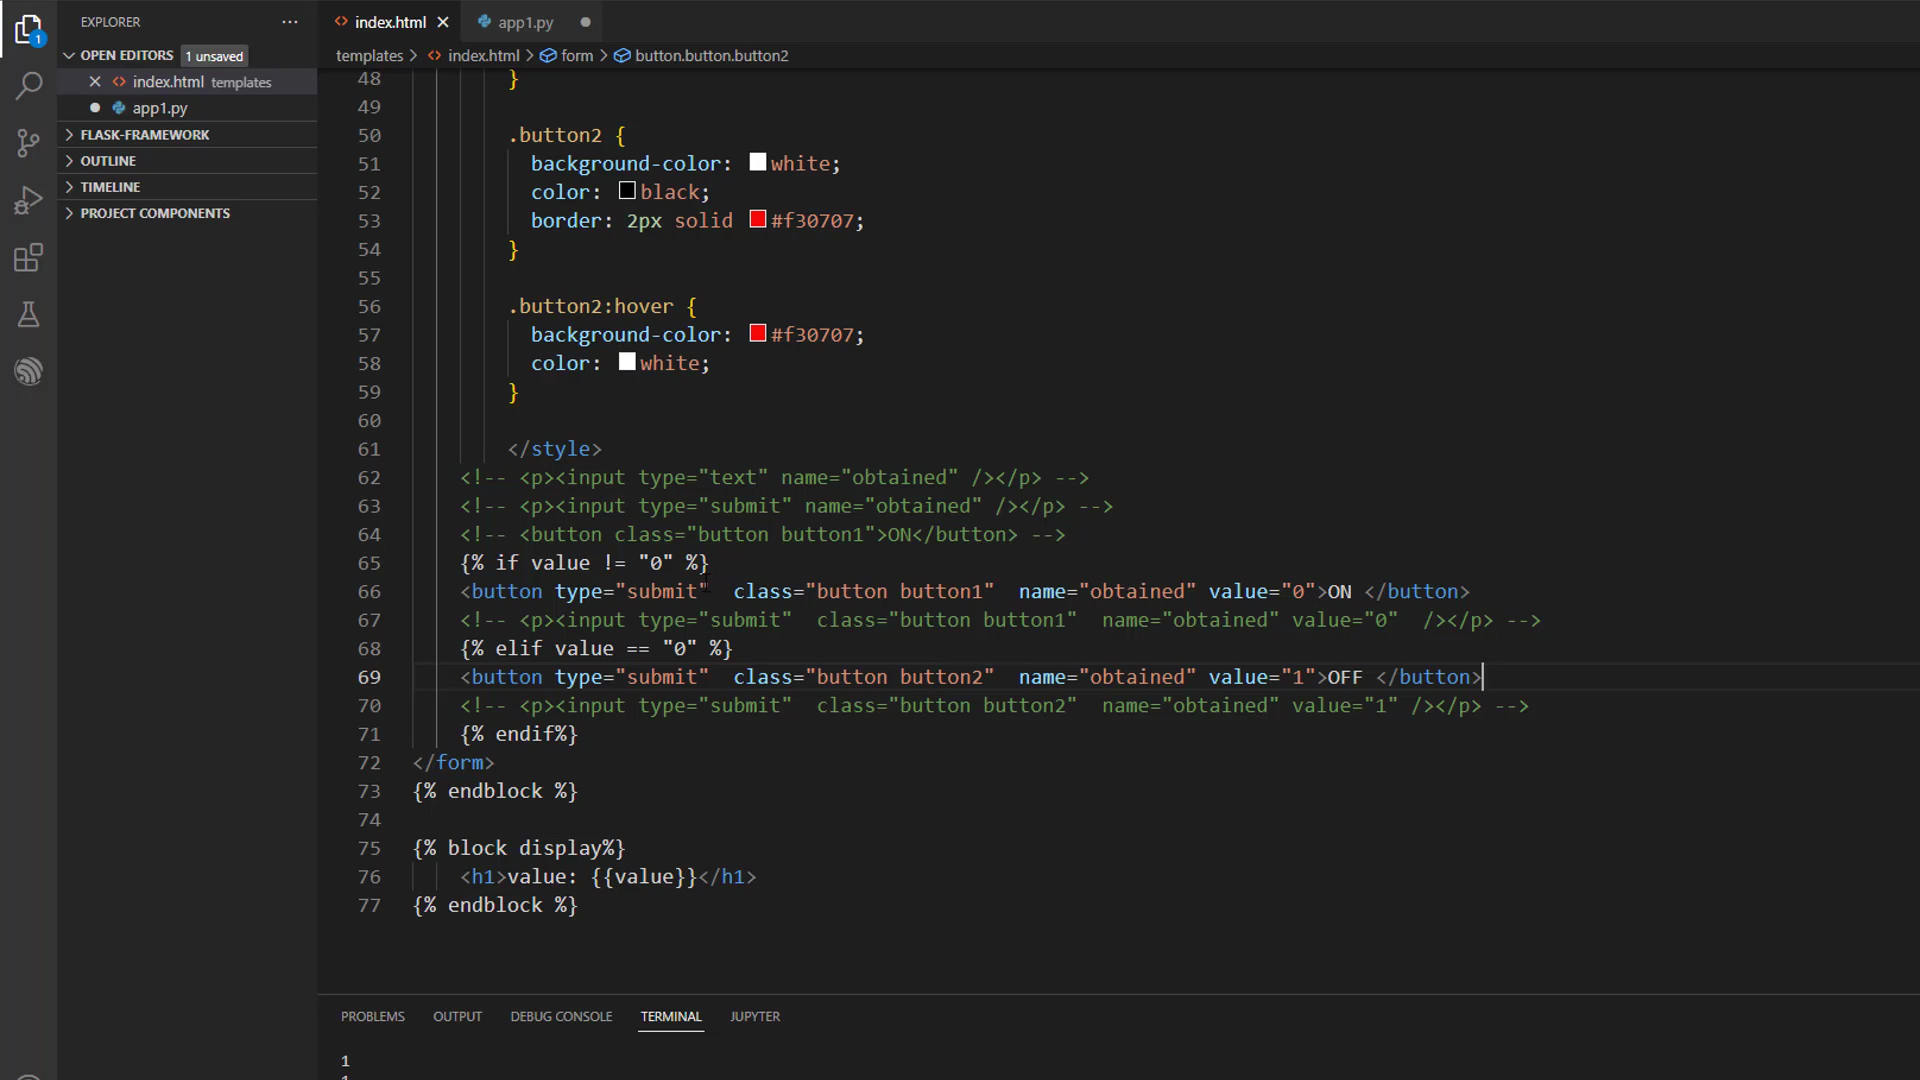 EXPLORER
OPEN EDITORS 1 unsaved
index.html templates
app1.py
FLASK-FRAMEWORK
OUTLINE
TIMELINE
PROJECT COMPONENTS
1
index.html app1.py
templates > index.html > form > button.button.button2
48 }
49
50 .button2 {
51 background-color: white;
52 color: black;
53 border: 2px solid #f30707;
54 }
55
56 .button2:hover {
57 background-color: #f30707;
58 color: white;
59 }
60
61 </style>
62 <!-- <p><input type="text" name="obtained" /></p> -->
63 <!-- <p><input type="submit" name="obtained" /></p> -->
64 <!-- <button class="button button1">ON</button> -->
65 {% if value != "0" %}
66 <button type="submit"  class="button button1"  name="obtained" value="0">ON </button>
67 <!-- <p><input type="submit"  class="button button1"  name="obtained" value="0"  /></p> -->
68 {% elif value == "0" %}
69 <button type="submit"  class="button button2"  name="obtained" value="1">OFF </button>
70 <!-- <p><input type="submit"  class="button button2"  name="obtained" value="1" /></p> -->
71 {% endif%}
72 </form>
73 {% endblock %}
74
75 {% block display%}
76 <h1>value: {{value}}</h1>
77 {% endblock %}
PROBLEMS OUTPUT DEBUG CONSOLE TERMINAL JUPYTER
1